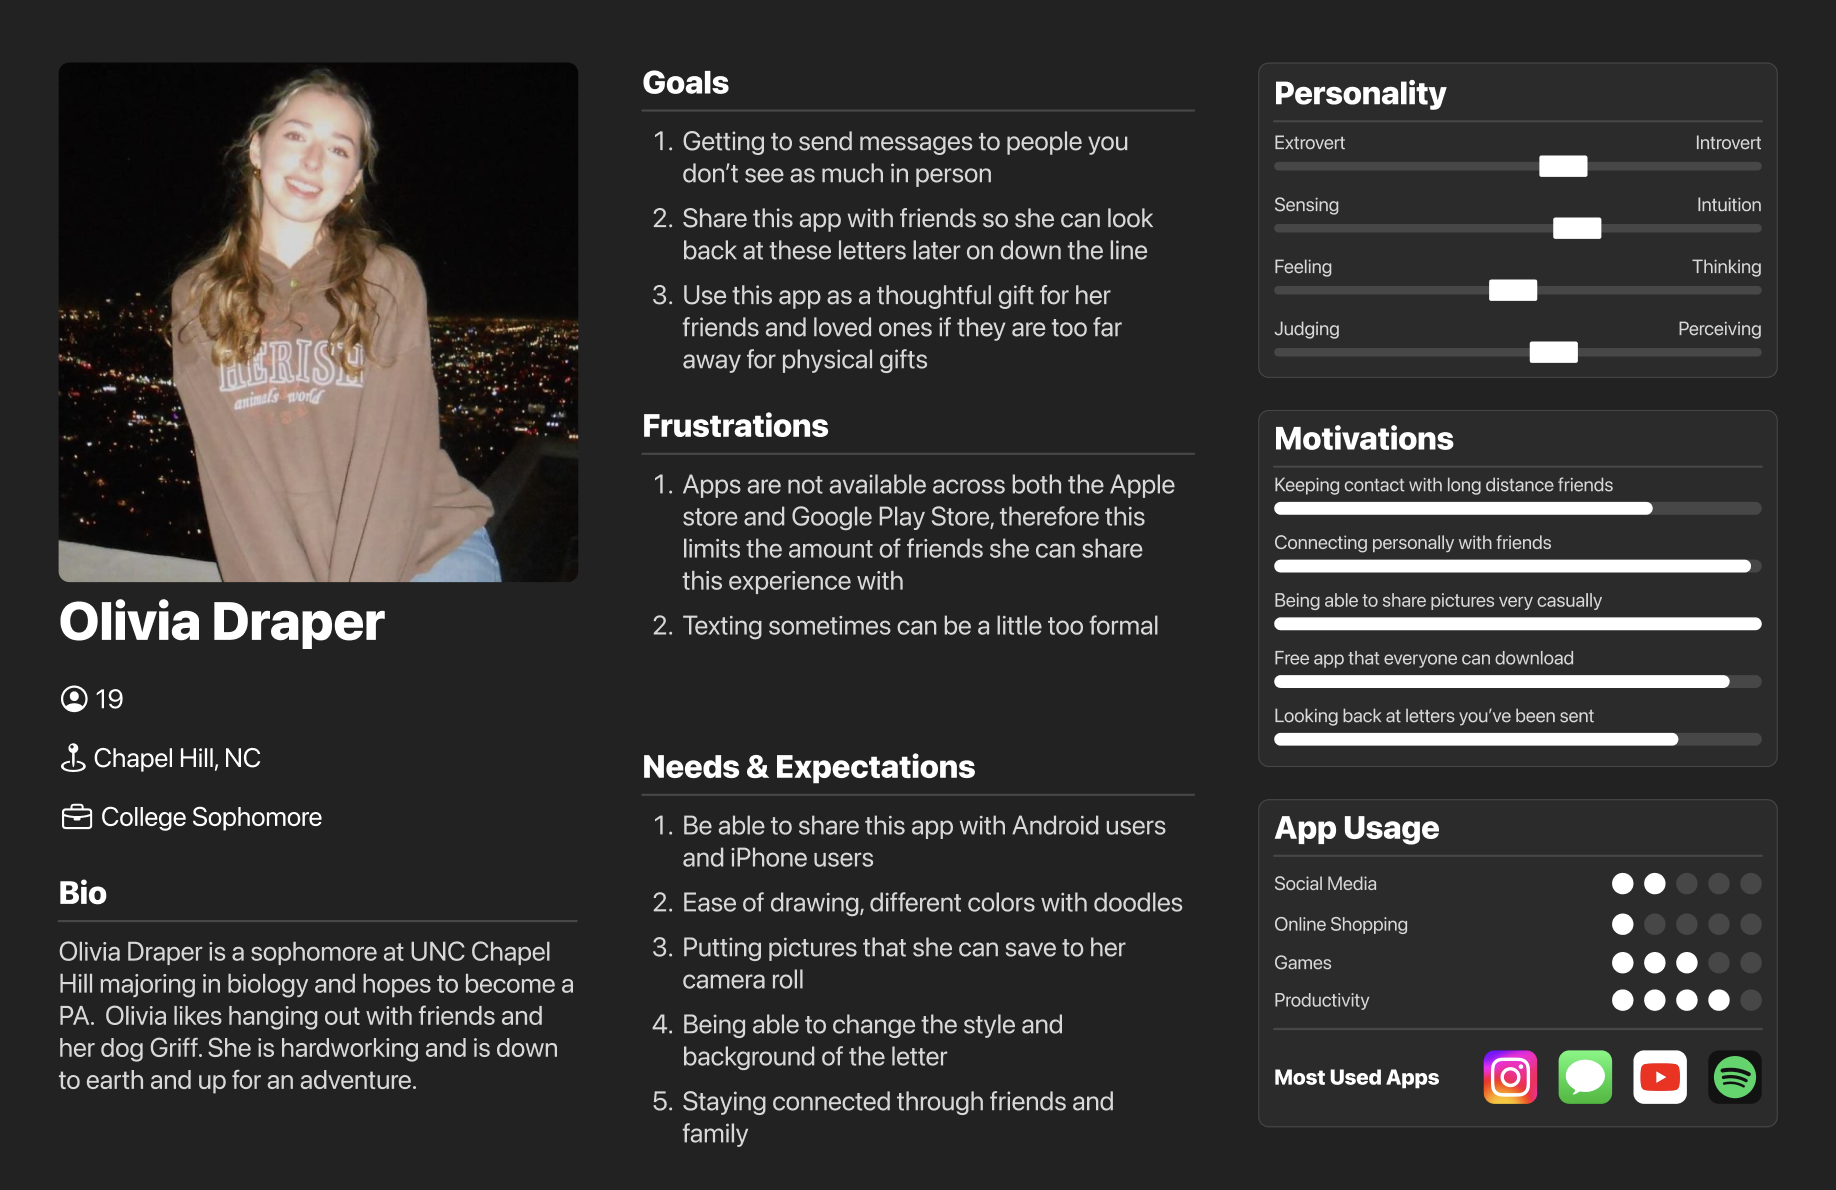 HERISH
animals world
Olivia Draper
19
Chapel Hill, NC
College Sophomore
Bio
Olivia Draper is a sophomore at UNC Chapel
Hill majoring in biology and hopes to become a
PA.  Olivia likes hanging out with friends and
her dog Griff. She is hardworking and is down
to earth and up for an adventure.
Goals
1. Getting to send messages to people you
don’t see as much in person
2. Share this app with friends so she can look
back at these letters later on down the line
3. Use this app as a thoughtful gift for her
friends and loved ones if they are too far
away for physical gifts
Frustrations
1. Apps are not available across both the Apple
store and Google Play Store, therefore this
limits the amount of friends she can share
this experience with
2. Texting sometimes can be a little too formal
Needs & Expectations
1. Be able to share this app with Android users
and iPhone users
2. Ease of drawing, different colors with doodles
3. Putting pictures that she can save to her
camera roll
4. Being able to change the style and
background of the letter
5. Staying connected through friends and
family
Personality
Extrovert Introvert
Sensing Intuition
Feeling Thinking
Judging Perceiving
Motivations
Keeping contact with long distance friends
Connecting personally with friends
Being able to share pictures very casually
Free app that everyone can download
Looking back at letters you’ve been sent
App Usage
Social Media
Online Shopping
Games
Productivity
Most Used Apps